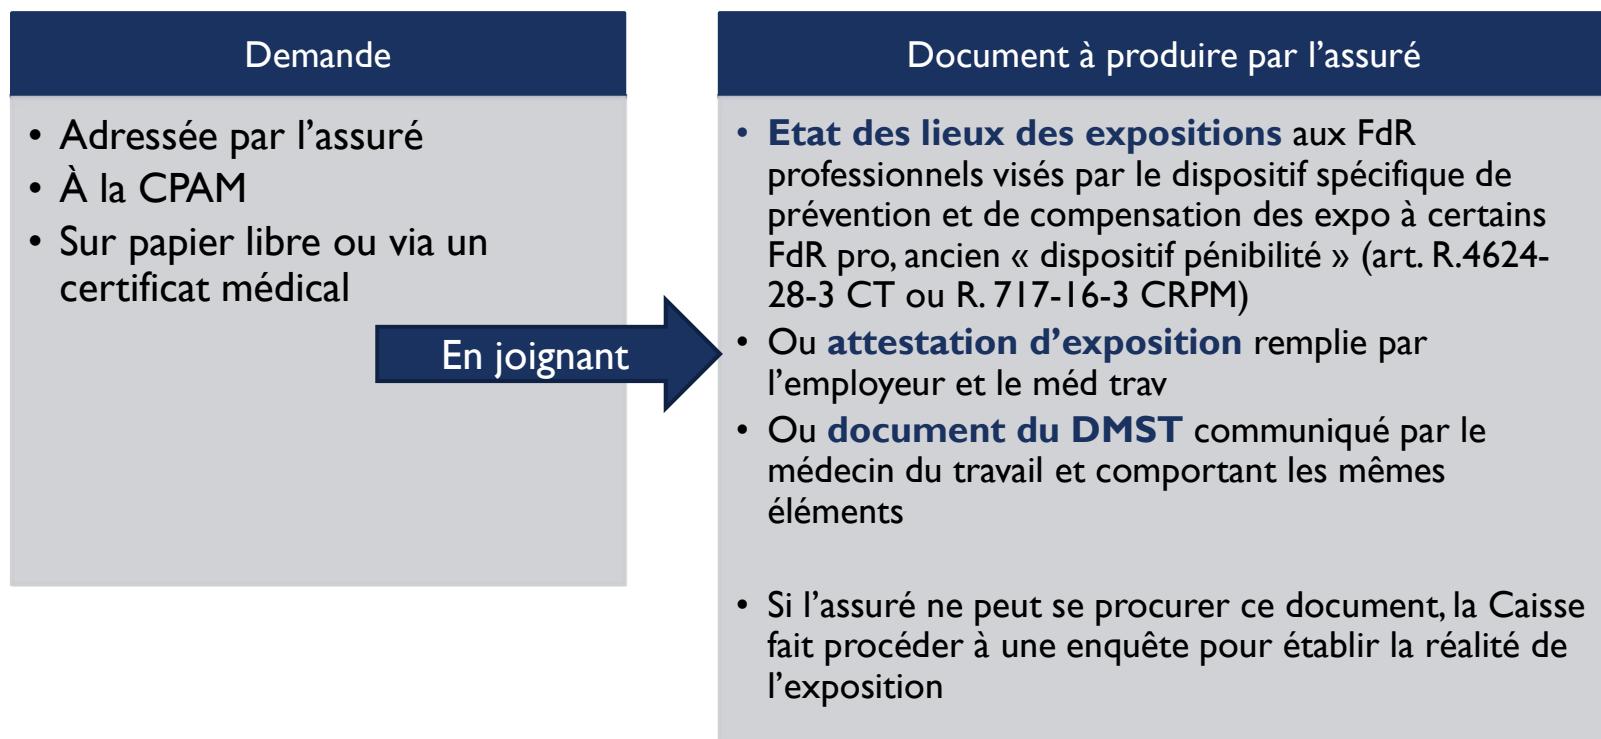 Demande
• Adressée par l’assuré
• À la CPAM
• Sur papier libre ou via un
certificat médical
En joignant
Document à produire par l’assuré
• Etat des lieux des expositions aux FdR
professionnels visés par le dispositif spécifique de
prévention et de compensation des expo à certains
FdR pro, ancien « dispositif pénibilité » (art. R.4624-
28-3 CT ou R. 717-16-3 CRPM)
• Ou attestation d’exposition remplie par
l’employeur et le méd trav
• Ou document du DMST communiqué par le
médecin du travail et comportant les mêmes
éléments
• Si l’assuré ne peut se procurer ce document, la Caisse
fait procéder à une enquête pour établir la réalité de
l’exposition